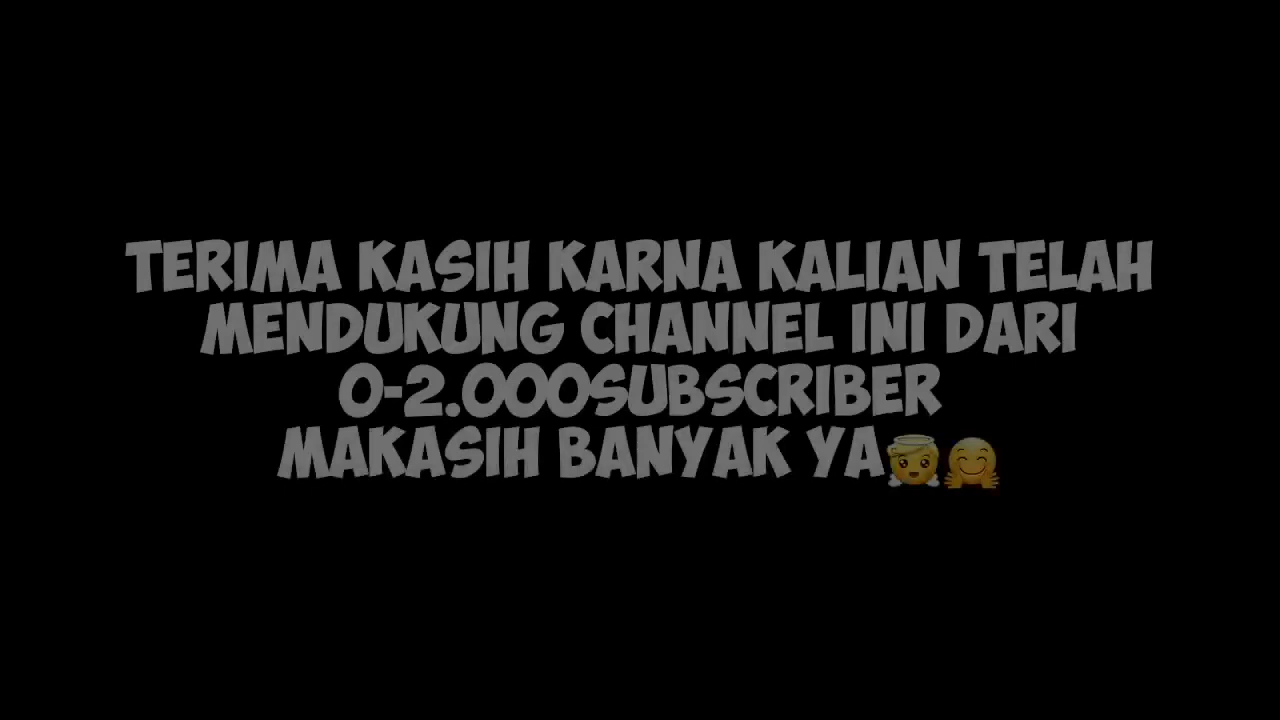 TERIMA KASIH KARNA KALIAN TELAH
MENDUKUNG CHANNEL INI DARI
0-2.000SUBSCRIBER
MAKASIH BANYAK YA😇🤗